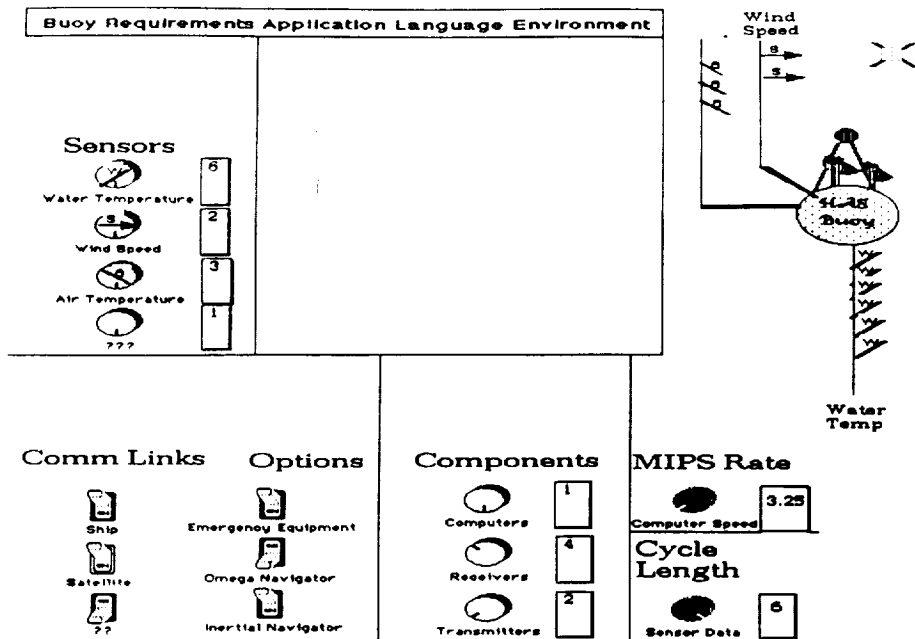 Buoy Requirements Application Language Environment
Wind
Speed
S
S
Sensors
6
Water Temperature
S
2
Wind Speed
3
Air Temperature
1
???
HAS
Buoy
Water
Temp
Comm Links
Options
Components
MIPS Rate
Ship
Emergency Equipment
Computers
1
Computer Speed
3.25
Satellite
Omega Navigator
Receivers
4
Cycle
Length
??
Inertial Navigator
Transmitters
2
Sensor Data
6